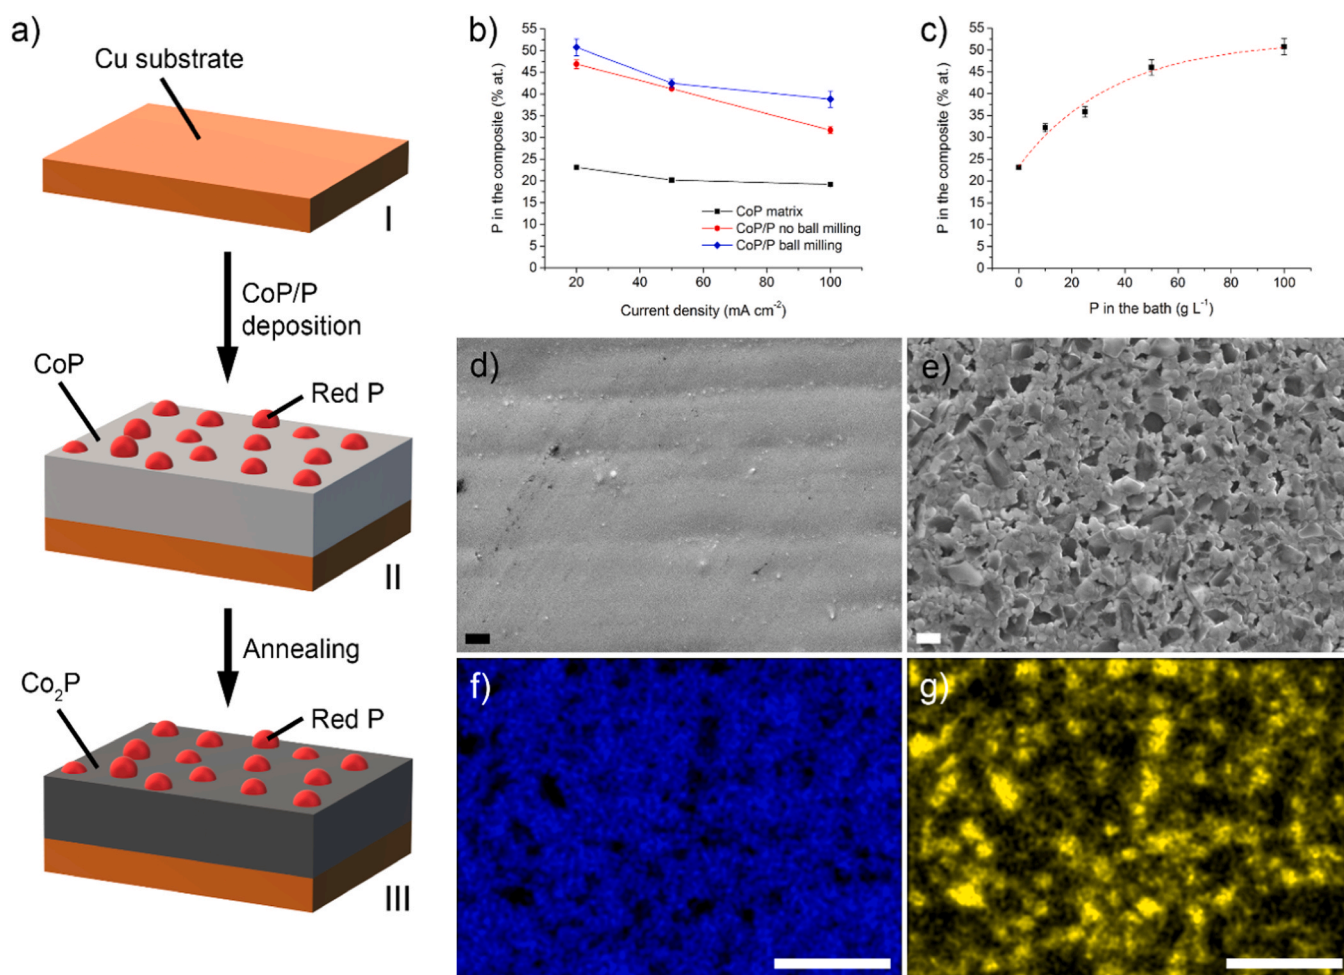 a)
Cu substrate
I
CoP/P
deposition
CoP
Red P
II
Annealing
Co₂P
Red P
III
b)
P in the composite (% at.)
55
50
45
40
35
30
25
20
15
10
5
0
CoP matrix
CoP/P no ball milling
CoP/P ball milling
20
40
60
80
100
Current density (mA cm⁻²)
c)
P in the composite (% at.)
55
50
45
40
35
30
25
20
15
10
5
0
0
20
40
60
80
100
P in the bath (g L⁻¹)
d)
e)
f)
g)